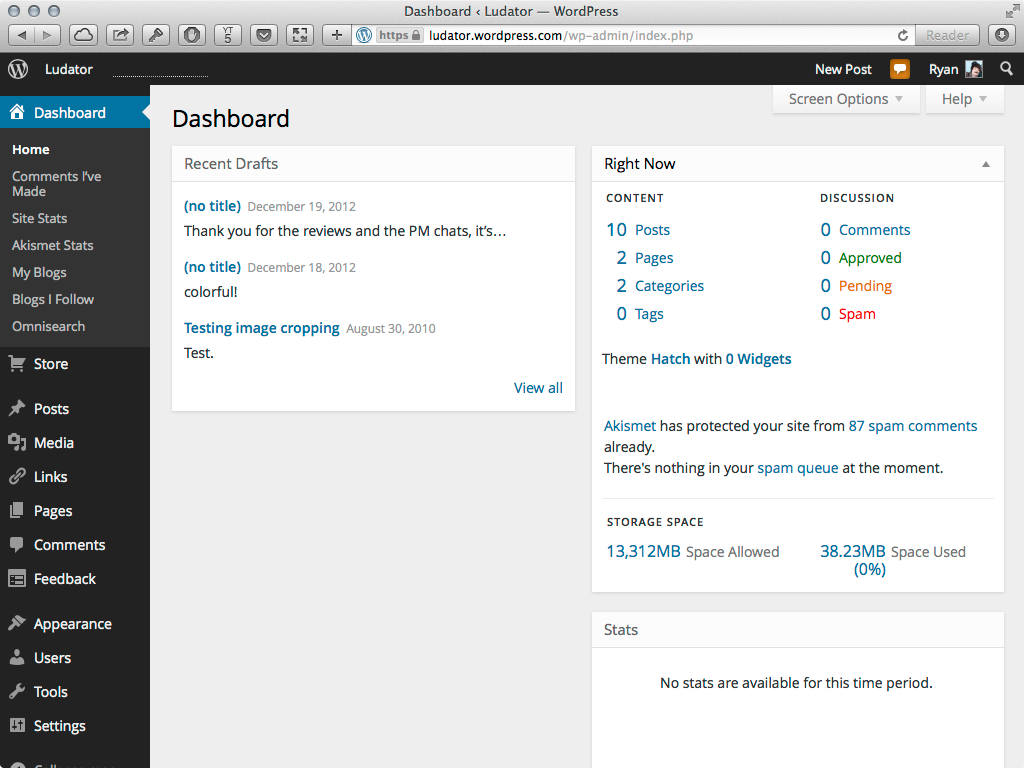 Dashboard ‹ Ludator — WordPress
YT
5
https ludator.wordpress.com/wp-admin/index.php
Reader
Ludator
New Post
Ryan
Dashboard
Home
Comments I've
Made
Site Stats
Akismet Stats
My Blogs
Blogs I Follow
Omnisearch
Store
Posts
Media
Links
Pages
Comments
Feedback
Appearance
Users
Tools
Settings
Screen Options
Help
Dashboard
Recent Drafts
(no title) December 19, 2012
Thank you for the reviews and the PM chats, it's…
(no title) December 18, 2012
colorful!
Testing image cropping August 30, 2010
Test.
View all
Right Now
CONTENT
10 Posts
2 Pages
2 Categories
0 Tags
DISCUSSION
0 Comments
0 Approved
0 Pending
0 Spam
Theme Hatch with 0 Widgets
Akismet has protected your site from 87 spam comments
already.
There's nothing in your spam queue at the moment.
STORAGE SPACE
13,312MB Space Allowed
38.23MB Space Used
(0%)
Stats
No stats are available for this time period.